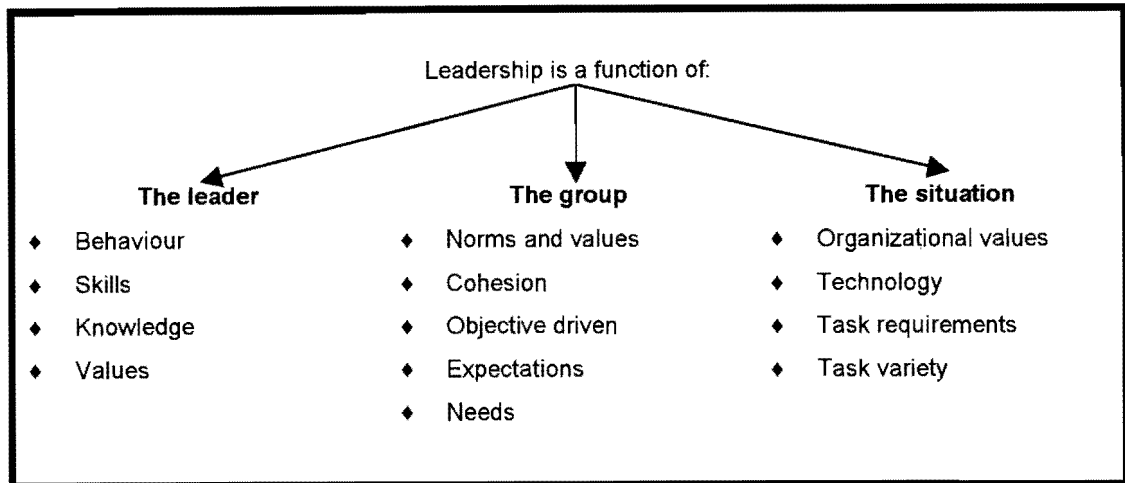 Leadership is a function of:
The leader
♦ Behaviour
♦ Skills
♦ Knowledge
♦ Values
The group
♦ Norms and values
♦ Cohesion
♦ Objective driven
♦ Expectations
♦ Needs
The situation
♦ Organizational values
♦ Technology
♦ Task requirements
♦ Task variety